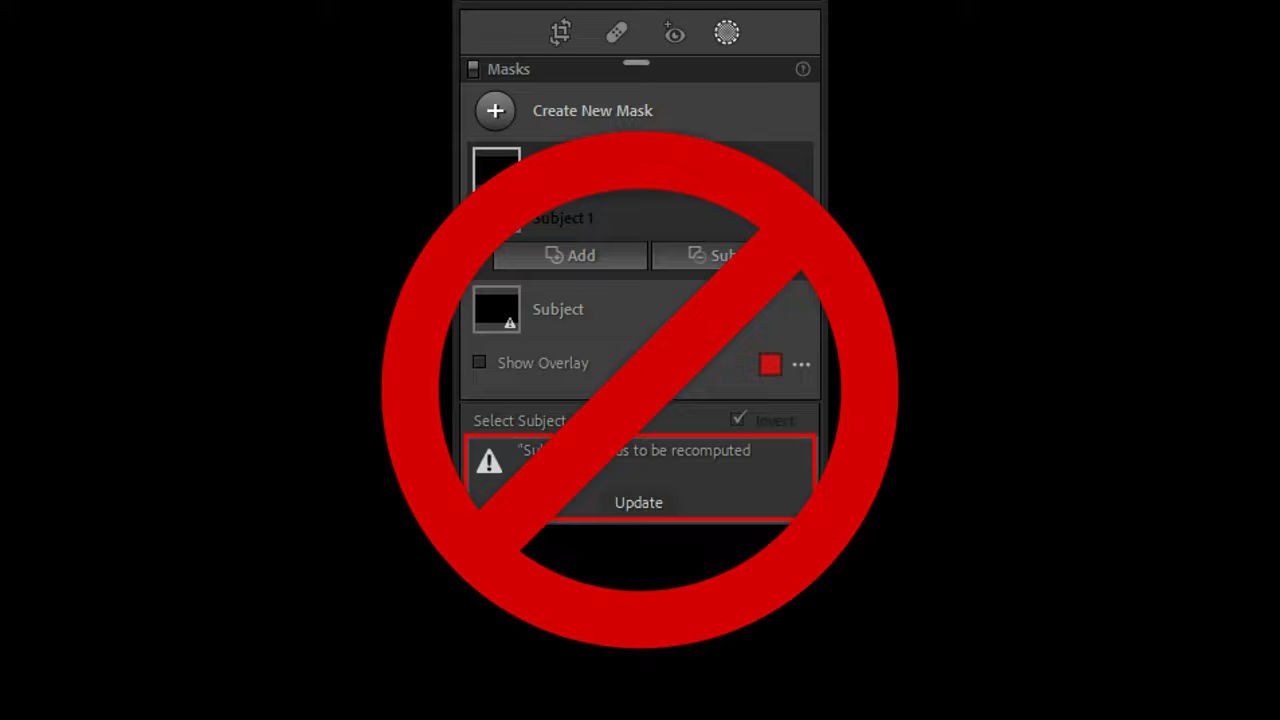 Masks
Create New Mask
Subject 1
Add
Subject
Show Overlay
Select Subject
Invert
to be recomputed
Update